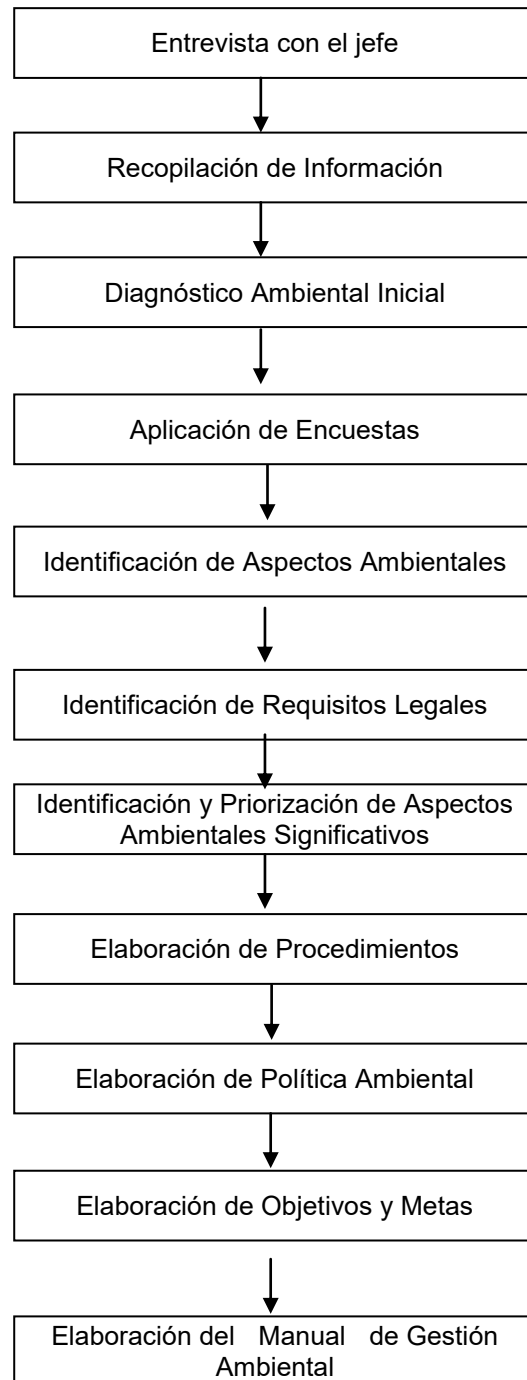 Entrevista con el jefe
Recopilación de Información
Diagnóstico Ambiental Inicial
Aplicación de Encuestas
Identificación de Aspectos Ambientales
Identificación de Requisitos Legales
Identificación y Priorización de Aspectos
Ambientales Significativos
Elaboración de Procedimientos
Elaboración de Política Ambiental
Elaboración de Objetivos y Metas
Elaboración del Manual de Gestión
Ambiental